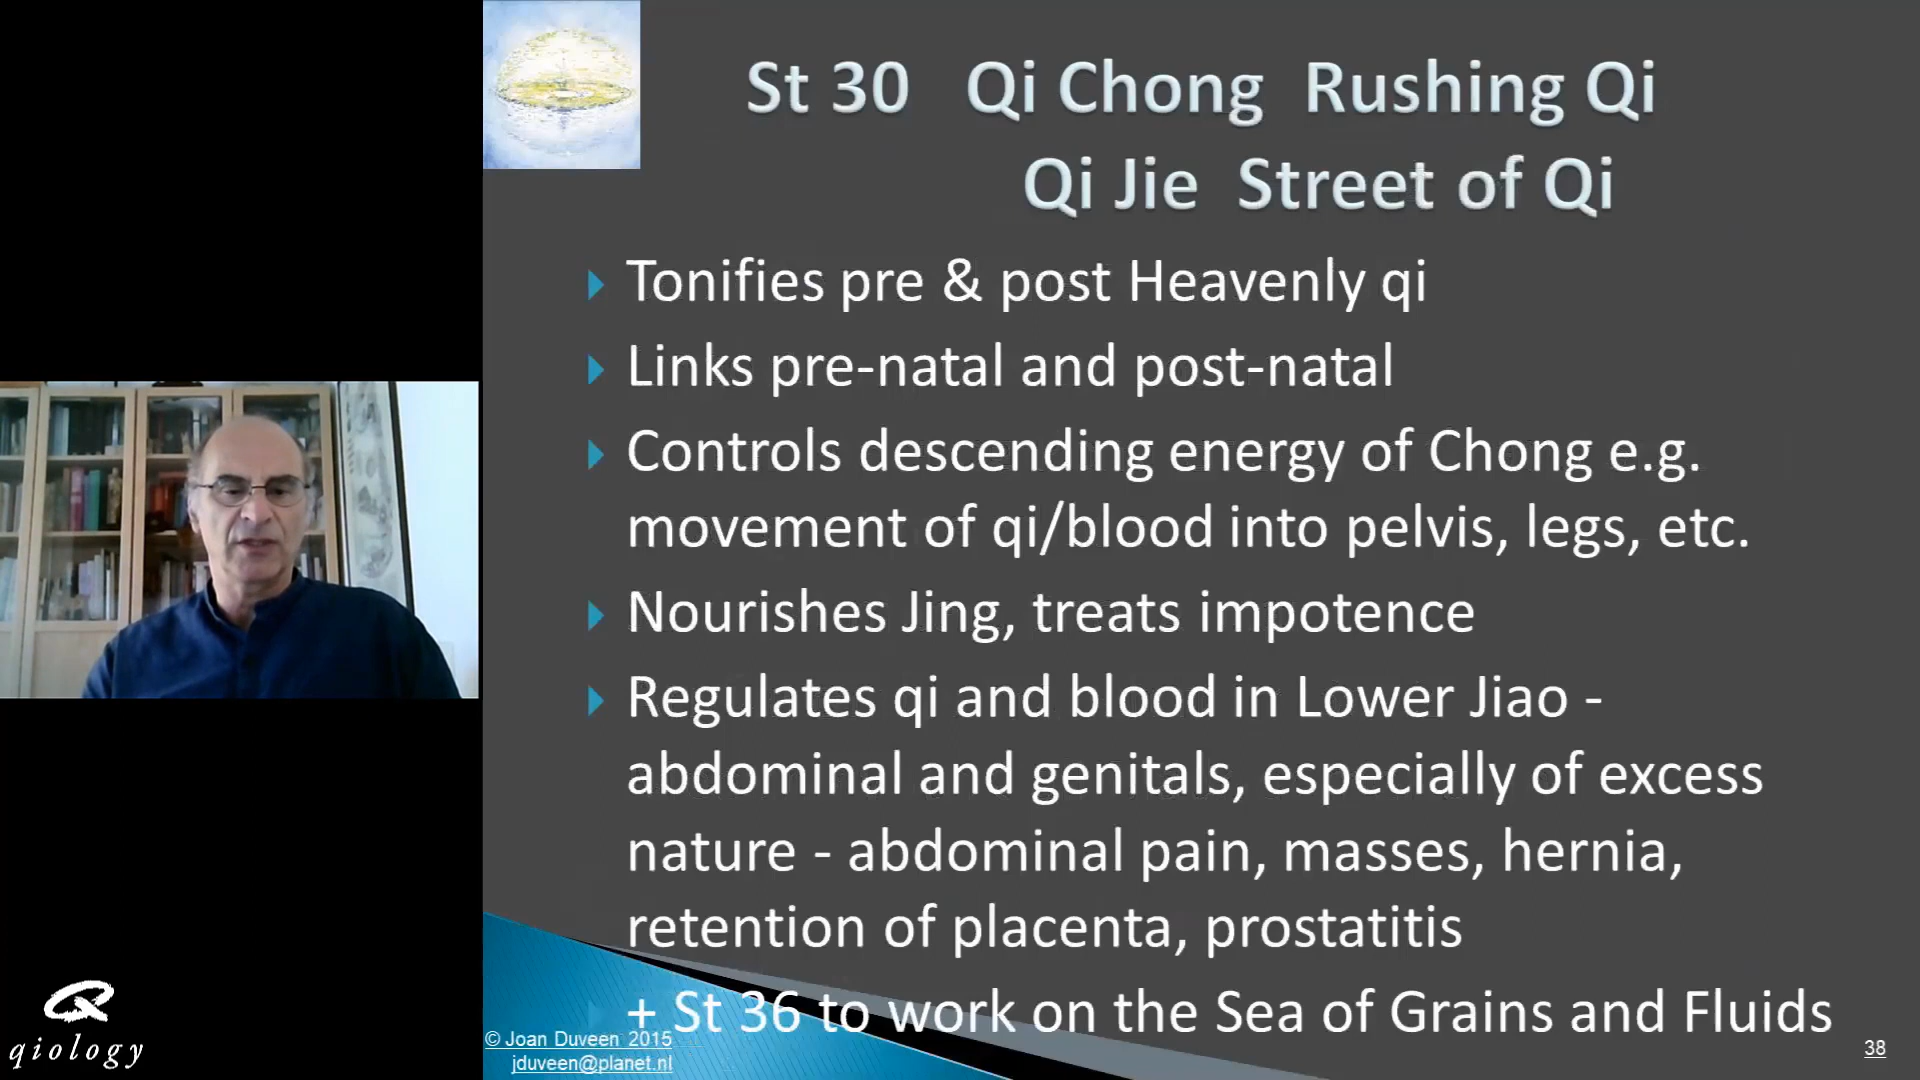 St 30 Qi Chong Rushing Qi
Qi Jie Street of Qi
Tonifies pre & post Heavenly qi
Links pre-natal and post-natal
Controls descending energy of Chong e.g.
movement of qi/blood into pelvis, legs, etc.
Nourishes Jing, treats impotence
Regulates qi and blood in Lower Jiao -
abdominal and genitals, especially of excess
nature - abdominal pain, masses, hernia,
retention of placenta, prostatitis
+ St 36 to work on the Sea of Grains and Fluids
© Joan Duveen 2015
jduveen@planet.nl
38
qiology